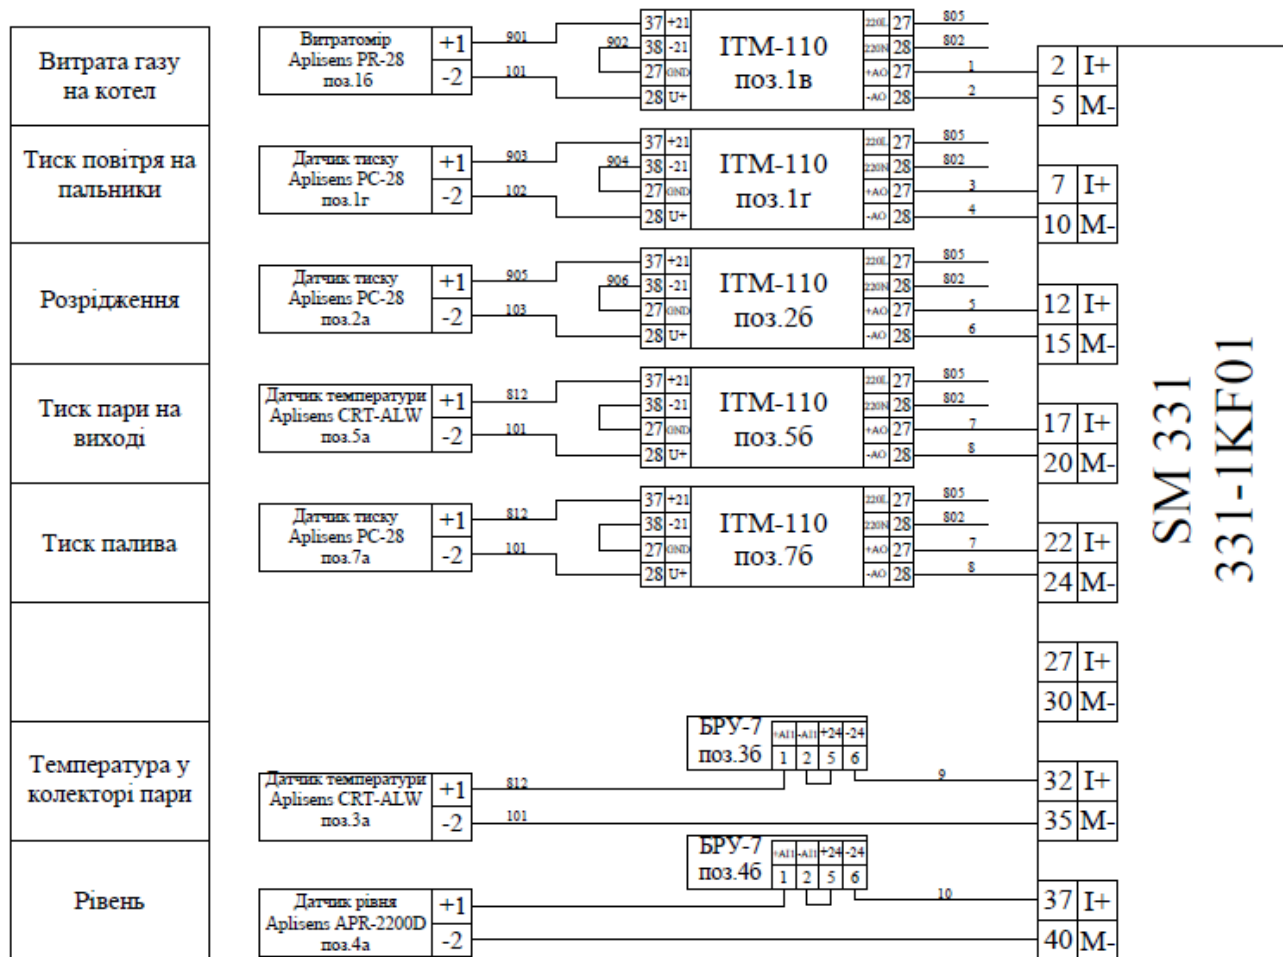 Витрата газу
на котел
Витратомір
Aplisens PR-28
поз.1б
+1
-2
901
101
902
37 +21
38 -21
27 GND
28 U+
ІТМ-110
поз.1в
220L 27
220N 28
+AO 27
-AO 28
805
802
1
2
2 I+
5 M-
Тиск повітря на
пальники
Датчик тиску
Aplisens PC-28
поз.1г
+1
-2
903
102
904
37 +21
38 -21
27 GND
28 U+
ІТМ-110
поз.1ґ
220L 27
220N 28
+AO 27
-AO 28
805
802
3
4
7 I+
10 M-
Розрідження
Датчик тиску
Aplisens PC-28
поз.2а
+1
-2
905
103
906
37 +21
38 -21
27 GND
28 U+
ІТМ-110
поз.2б
220L 27
220N 28
+AO 27
-AO 28
805
802
5
6
12 I+
15 M-
Тиск пари на
виході
Датчик температури
Aplisens CRT-ALW
поз.5а
+1
-2
812
101
37 +21
38 -21
27 GND
28 U+
ІТМ-110
поз.5б
220L 27
220N 28
+AO 27
-AO 28
805
802
7
8
17 I+
20 M-
Тиск палива
Датчик тиску
Aplisens PC-28
поз.7а
+1
-2
812
101
37 +21
38 -21
27 GND
28 U+
ІТМ-110
поз.7б
220L 27
220N 28
+AO 27
-AO 28
805
802
7
8
22 I+
24 M-
27 I+
30 M-
Температура у
колекторі пари
Датчик температури
Aplisens CRT-ALW
поз.3а
+1
-2
812
101
БРУ-7
поз.3б
+AI1 -AI1 +24 -24
1 2 5 6
9
32 I+
35 M-
Рівень
Датчик рівня
Aplisens APR-2200D
поз.4а
+1
-2
БРУ-7
поз.4б
+AI1 -AI1 +24 -24
1 2 5 6
10
37 I+
40 M-
SM 331
331-1KF01